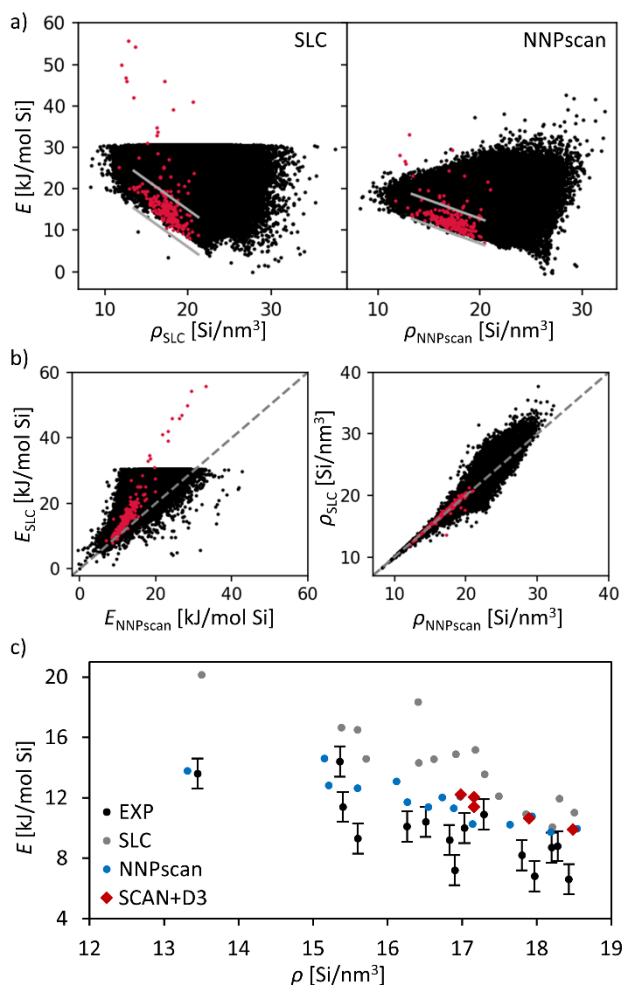 a)
SLC
NNPscan
E [kJ/mol Si]
60
50
40
30
20
10
0
10 20 30
10 20 30
ρSLC [Si/nm³]
ρNNPscan [Si/nm³]
b)
ESLC [kJ/mol Si]
60
40
20
0
0 20 40 60
ENNPscan [kJ/mol Si]
ρSLC [Si/nm³]
40
30
20
10
10 20 30 40
ρNNPscan [Si/nm³]
c)
E [kJ/mol Si]
20
16
12
8
4
EXP
SLC
NNPscan
SCAN+D3
12 13 14 15 16 17 18 19
ρ [Si/nm³]